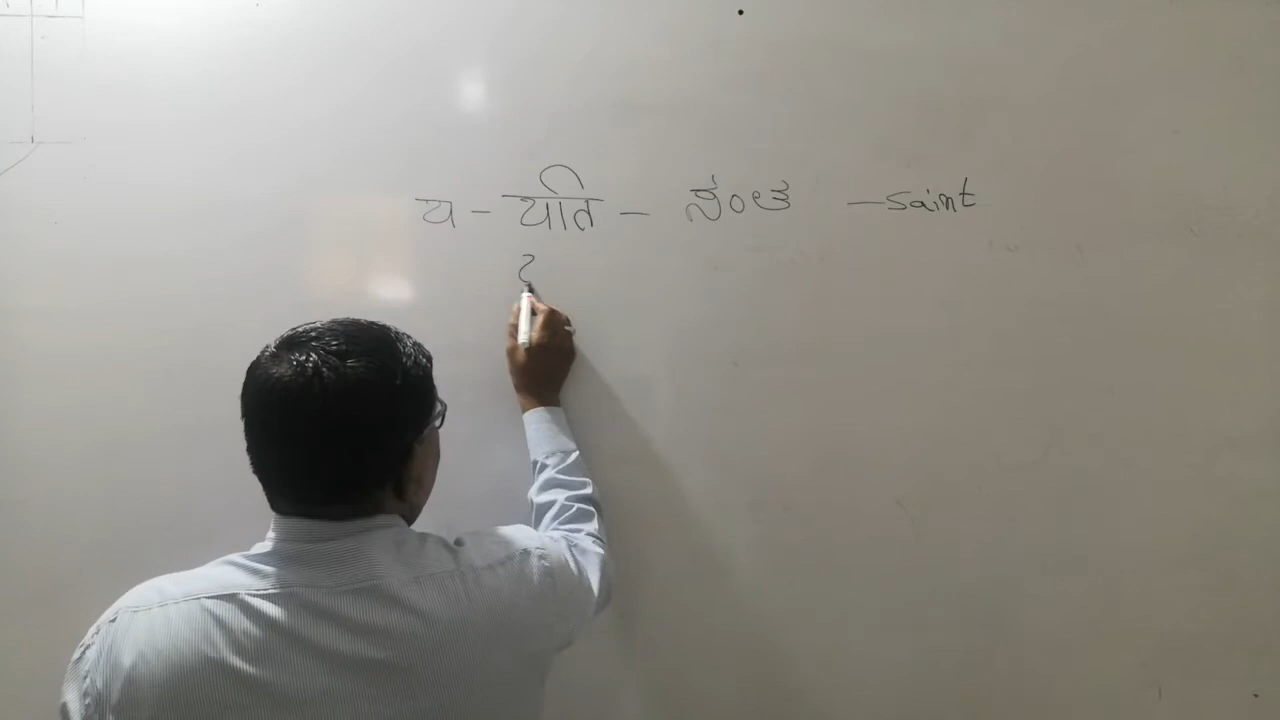 य - यति - ಸಂತ - saint